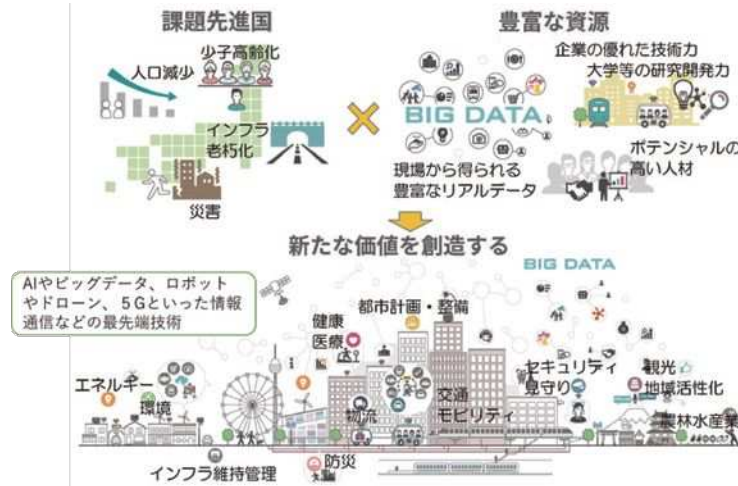 課題先進国
豊富な資源
少子高齢化
人口減少
インフラ
老朽化
災害
BIG DATA
現場から得られる
豊富なリアルデータ
企業の優れた技術力
大学等の研究開発力
ポテンシャルの
高い人材
新たな価値を創造する
AIやビッグデータ、ロボット
やドローン、5Gといった情報
通信などの最先端技術
BIG DATA
都市計画・整備
健康
医療
エネルギー
環境
物流
交通
モビリティ
セキュリティ
見守り
観光
地域活性化
農林水産業
インフラ維持管理
防災